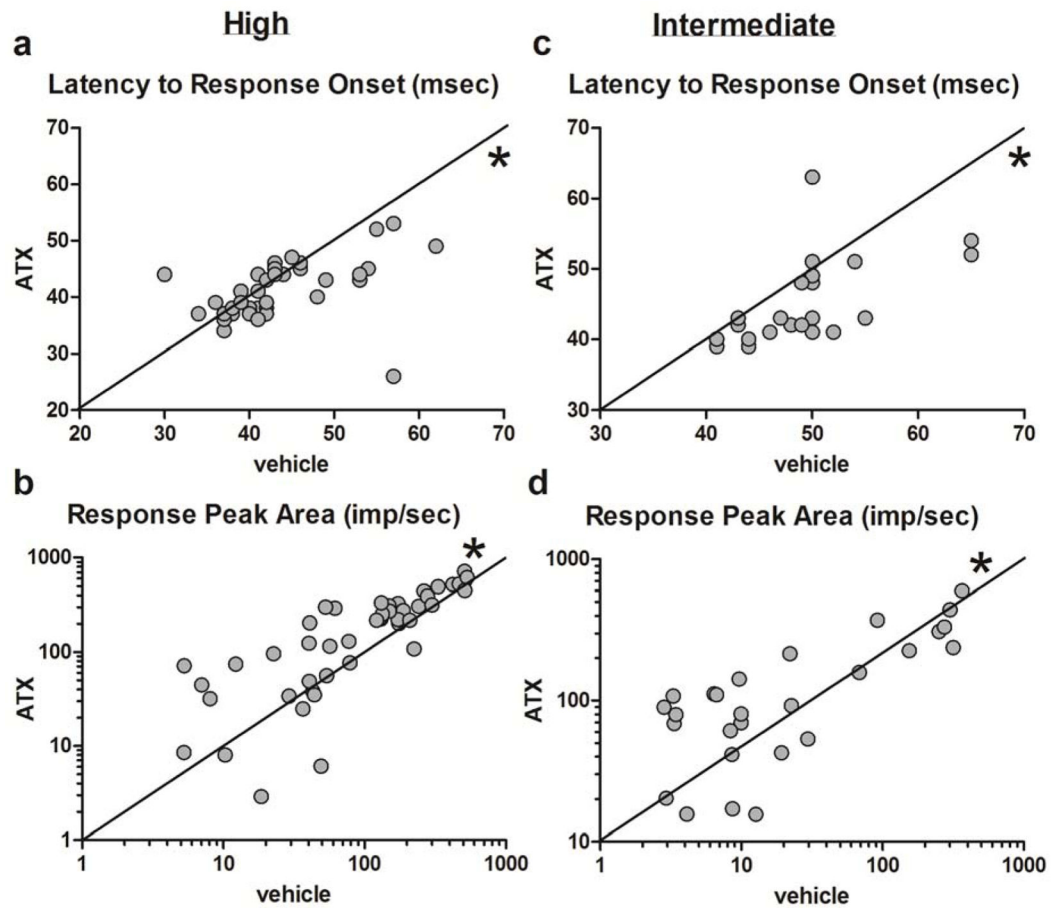 High
Intermediate
a
Latency to Response Onset (msec)
70
60
50
40
30
20
ATX
*
20 30 40 50 60 70
vehicle
c
Latency to Response Onset (msec)
70
60
50
40
30
ATX
*
30 40 50 60 70
vehicle
b
Response Peak Area (imp/sec)
1000
100
10
1
ATX
*
1 10 100 1000
vehicle
d
Response Peak Area (imp/sec)
1000
100
10
ATX
*
1 10 100 1000
vehicle